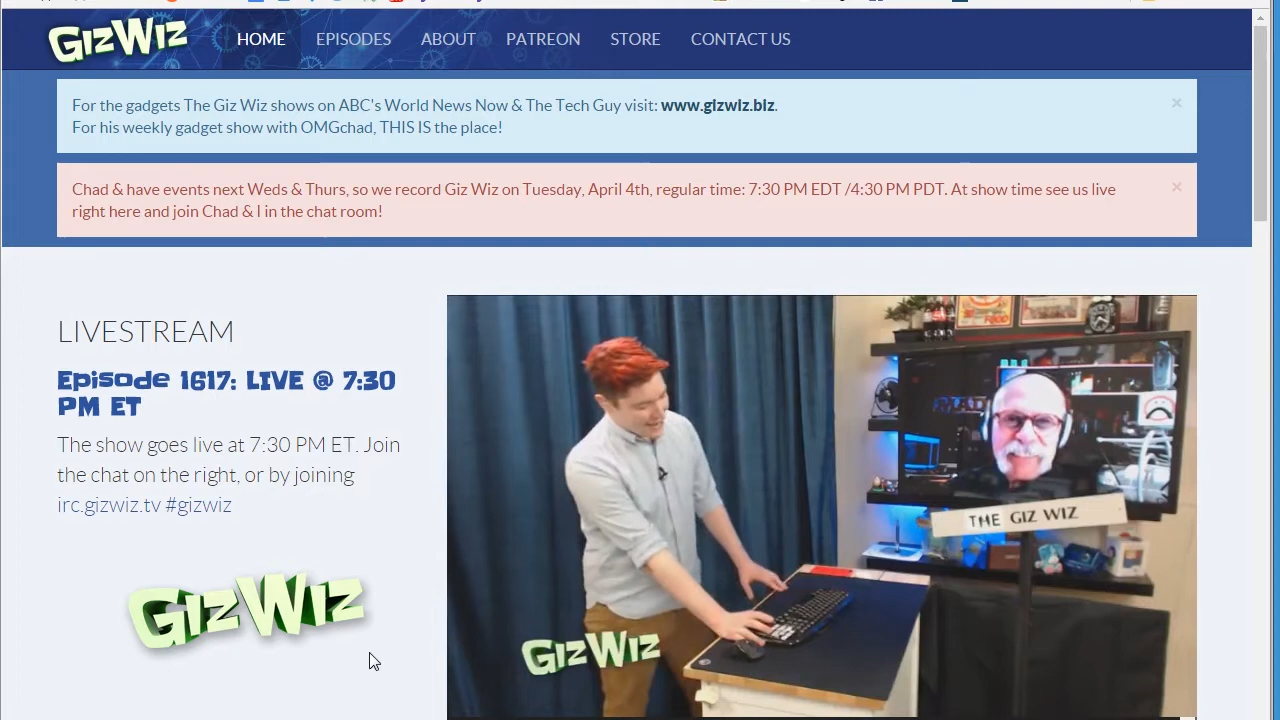 GizWiz
HOME EPISODES ABOUT PATREON STORE CONTACT US
For the gadgets The Giz Wiz shows on ABC's World News Now & The Tech Guy visit: www.gizwiz.biz.
For his weekly gadget show with OMGchad, THIS IS the place!
Chad & have events next Weds & Thurs, so we record Giz Wiz on Tuesday, April 4th, regular time: 7:30 PM EDT /4:30 PM PDT. At show time see us live
right here and join Chad & I in the chat room!
LIVESTREAM
Episode 1617: LIVE @ 7:30
PM ET
The show goes live at 7:30 PM ET. Join
the chat on the right, or by joining
irc.gizwiz.tv #gizwiz
GizWiz
THE GIZ WIZ
GizWiz